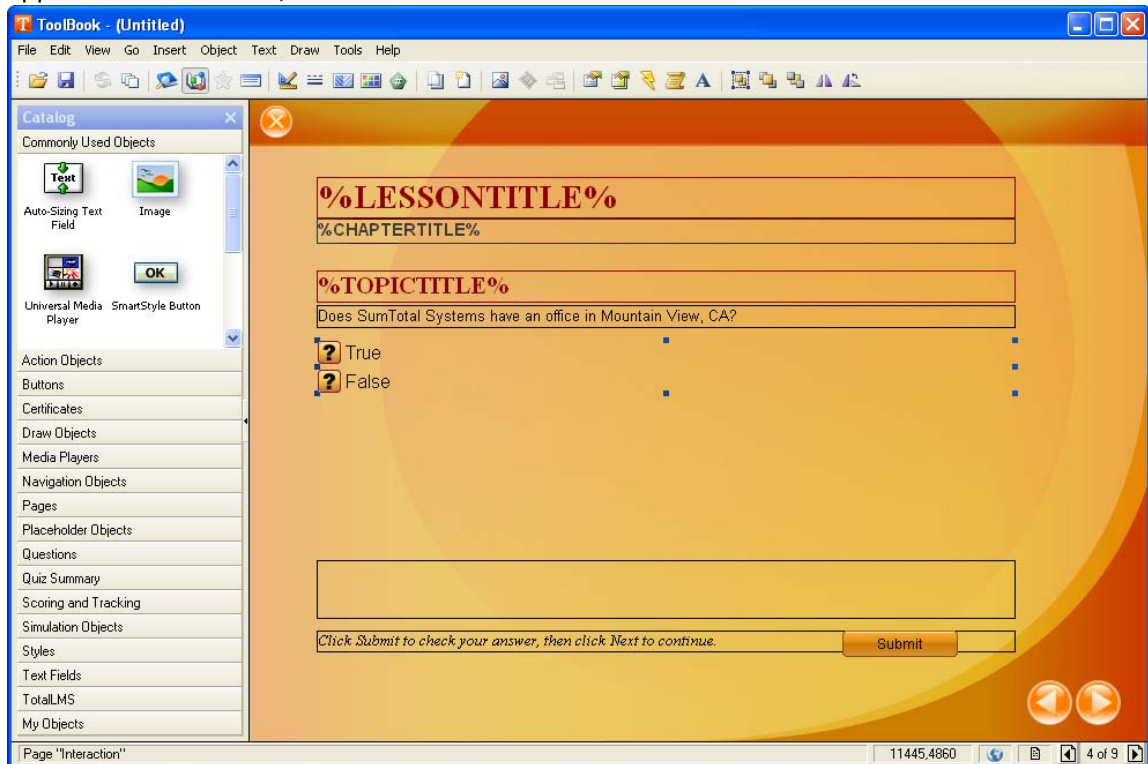 ToolBook - (Untitled)
File Edit View Go Insert Object Text Draw Tools Help
Catalog
Commonly Used Objects
Text
Auto-Sizing Text
Field
Image
Universal Media
Player
OK
SmartStyle Button
Action Objects
Buttons
Certificates
Draw Objects
Media Players
Navigation Objects
Pages
Placeholder Objects
Questions
Quiz Summary
Scoring and Tracking
Simulation Objects
Styles
Text Fields
TotalLMS
My Objects
%LESSONTITLE%
%CHAPTERTITLE%
%TOPICTITLE%
Does SumTotal Systems have an office in Mountain View, CA?
? True
? False
Click Submit to check your answer, then click Next to continue.
Submit
Page "Interaction"
11445,4860
4 of 9